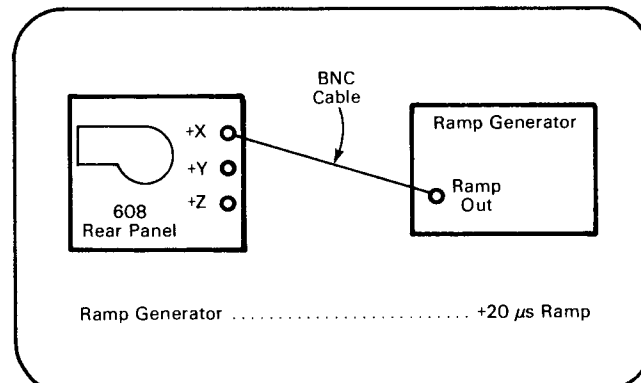 BNC
Cable
+X
+Y
+Z
608
Rear Panel
Ramp Generator
Ramp
Out
Ramp Generator ......................... +20 µs Ramp